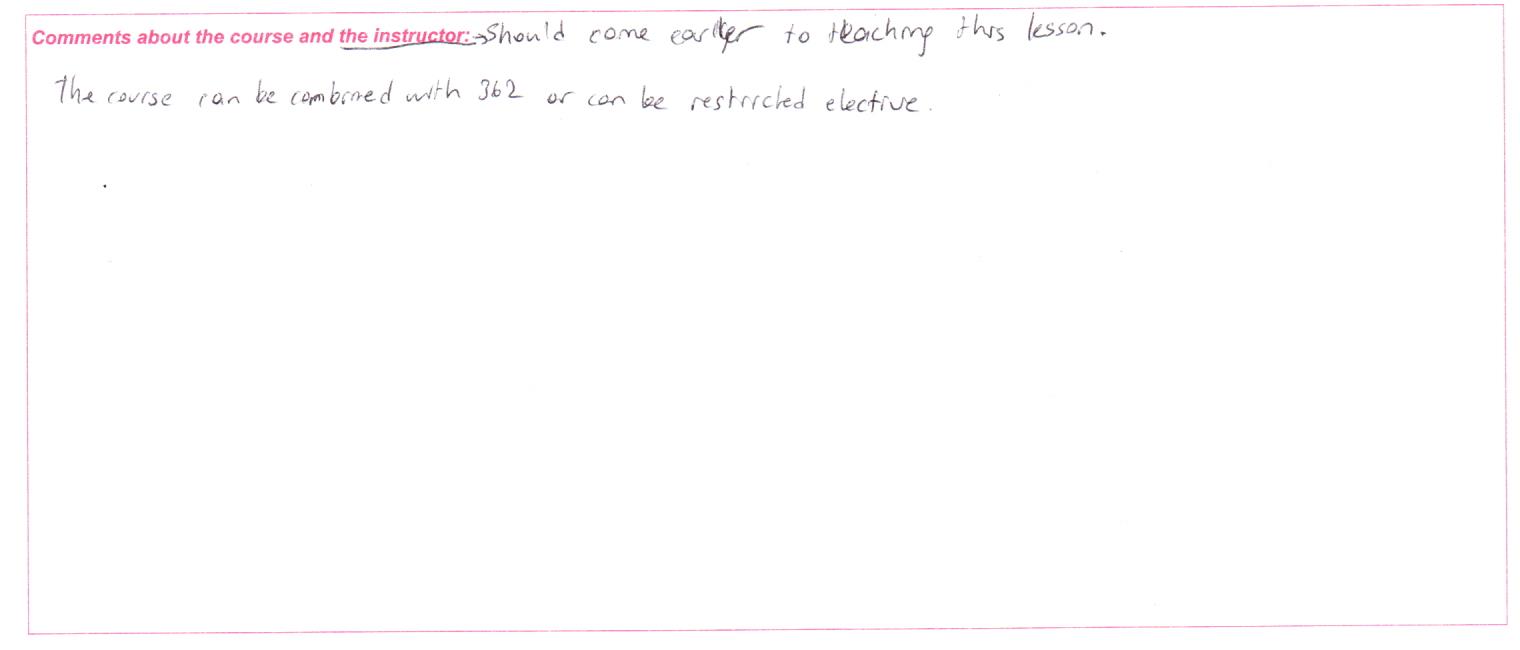 Comments about the course and the instructor: → Should come earlier to teaching this lesson.
The course can be combined with 362 or can be restricted elective.